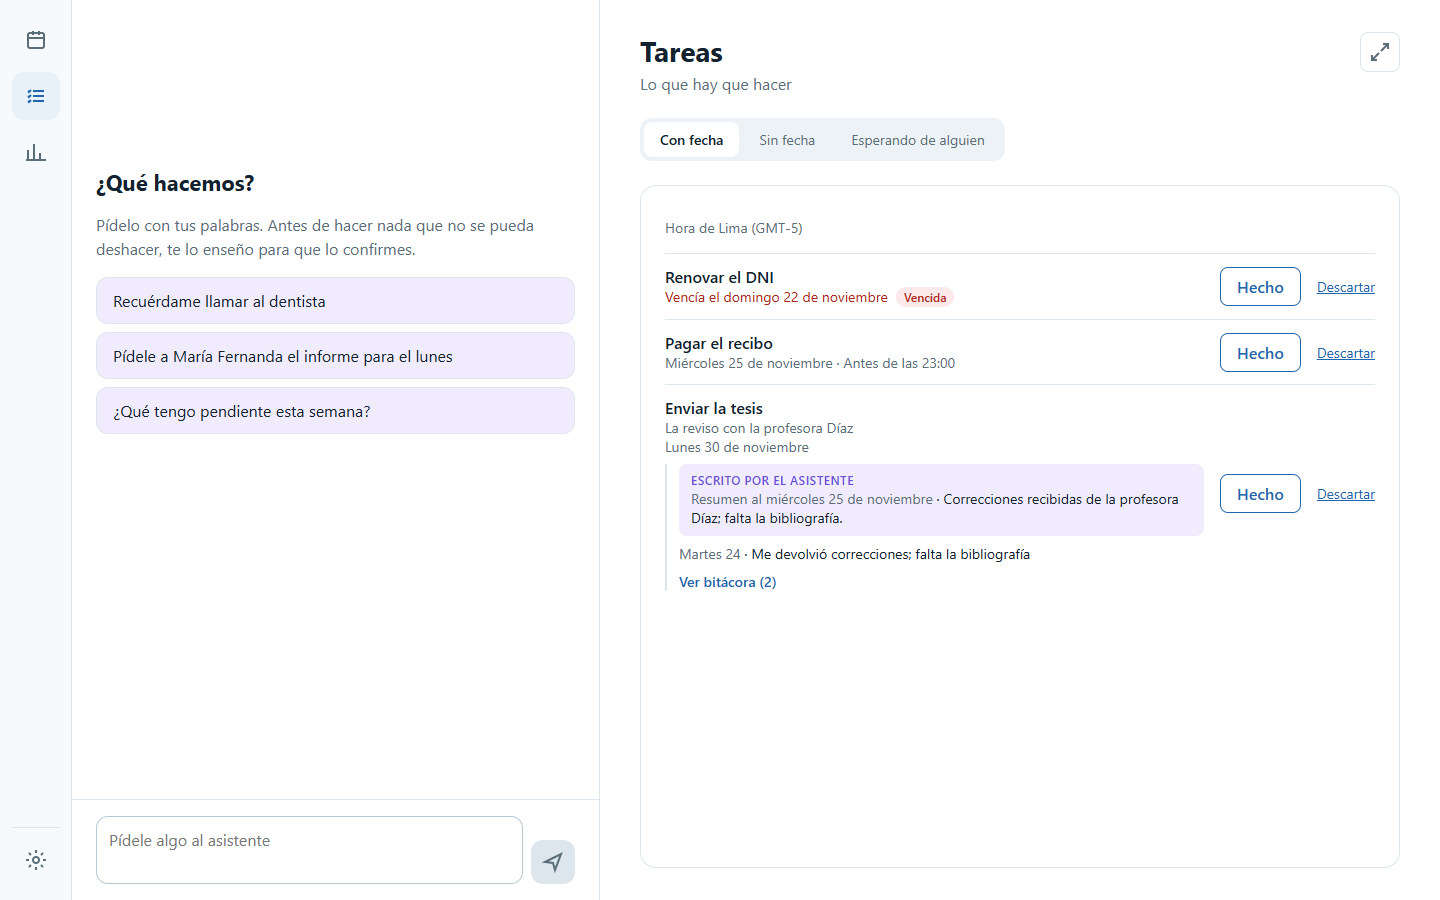 ¿Qué hacemos?
Pídelo con tus palabras. Antes de hacer nada que no se pueda
deshacer, te lo enseño para que lo confirmes.
Recuérdame llamar al dentista
Pídele a María Fernanda el informe para el lunes
¿Qué tengo pendiente esta semana?
Pídele algo al asistente
Tareas
Lo que hay que hacer
Con fecha
Sin fecha
Esperando de alguien
Hora de Lima (GMT-5)
Renovar el DNI
Vencía el domingo 22 de noviembre Vencida
Hecho
Descartar
Pagar el recibo
Miércoles 25 de noviembre · Antes de las 23:00
Hecho
Descartar
Enviar la tesis
La reviso con la profesora Díaz
Lunes 30 de noviembre
ESCRITO POR EL ASISTENTE
Resumen al miércoles 25 de noviembre · Correcciones recibidas de la profesora
Díaz; falta la bibliografía.
Hecho
Descartar
Martes 24 · Me devolvió correcciones; falta la bibliografía
Ver bitácora (2)